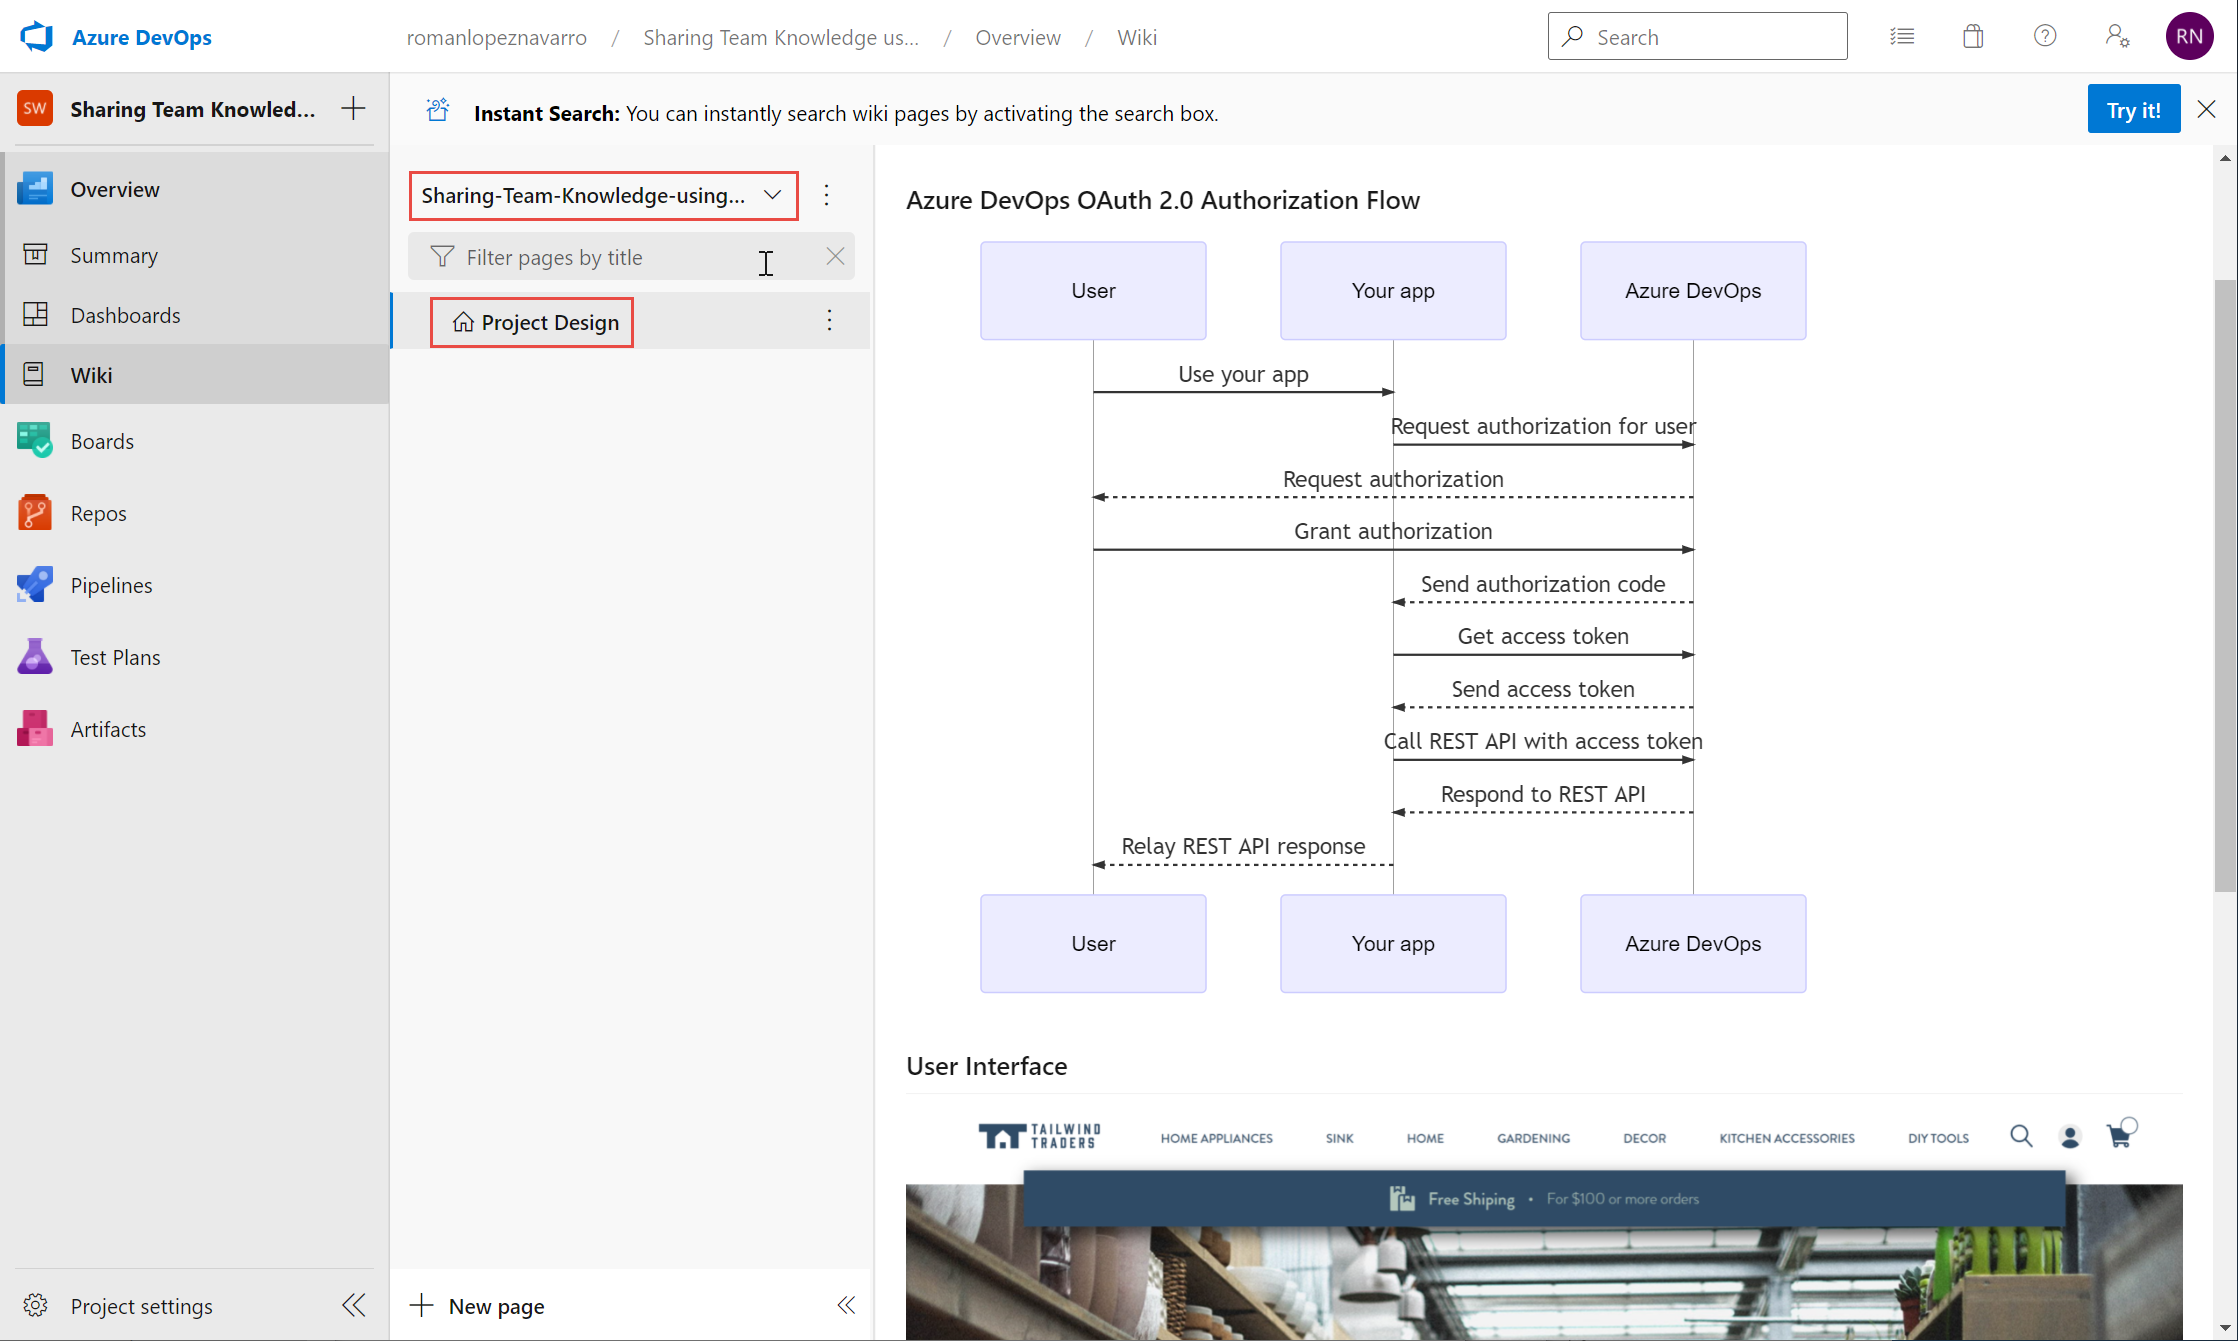 Azure DevOps
romanlopeznavarro / Sharing Team Knowledge us... / Overview / Wiki
Search
RN
SW Sharing Team Knowled...
Instant Search: You can instantly search wiki pages by activating the search box.
Try it!
Overview
Summary
Dashboards
Wiki
Boards
Repos
Pipelines
Test Plans
Artifacts
Project settings
Sharing-Team-Knowledge-using...
Filter pages by title
Project Design
New page
Azure DevOps OAuth 2.0 Authorization Flow
User Your app Azure DevOps
Use your app
Request authorization for user
Request authorization
Grant authorization
Send authorization code
Get access token
Send access token
Call REST API with access token
Respond to REST API
Relay REST API response
User Your app Azure DevOps
User Interface
TAILWIND
TRADERS
HOME APPLIANCES SINK HOME GARDENING DECOR KITCHEN ACCESSORIES DIY TOOLS
Free Shiping • For $100 or more orders